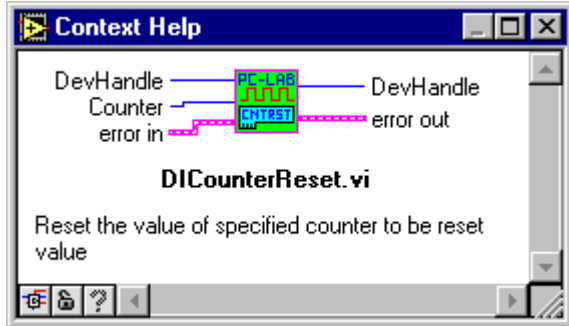 Context Help
DevHandle
Counter
error in
PC-LAB
CNTRST
DevHandle
error out
DICounterReset.vi
Reset the value of specified counter to be reset
value
?